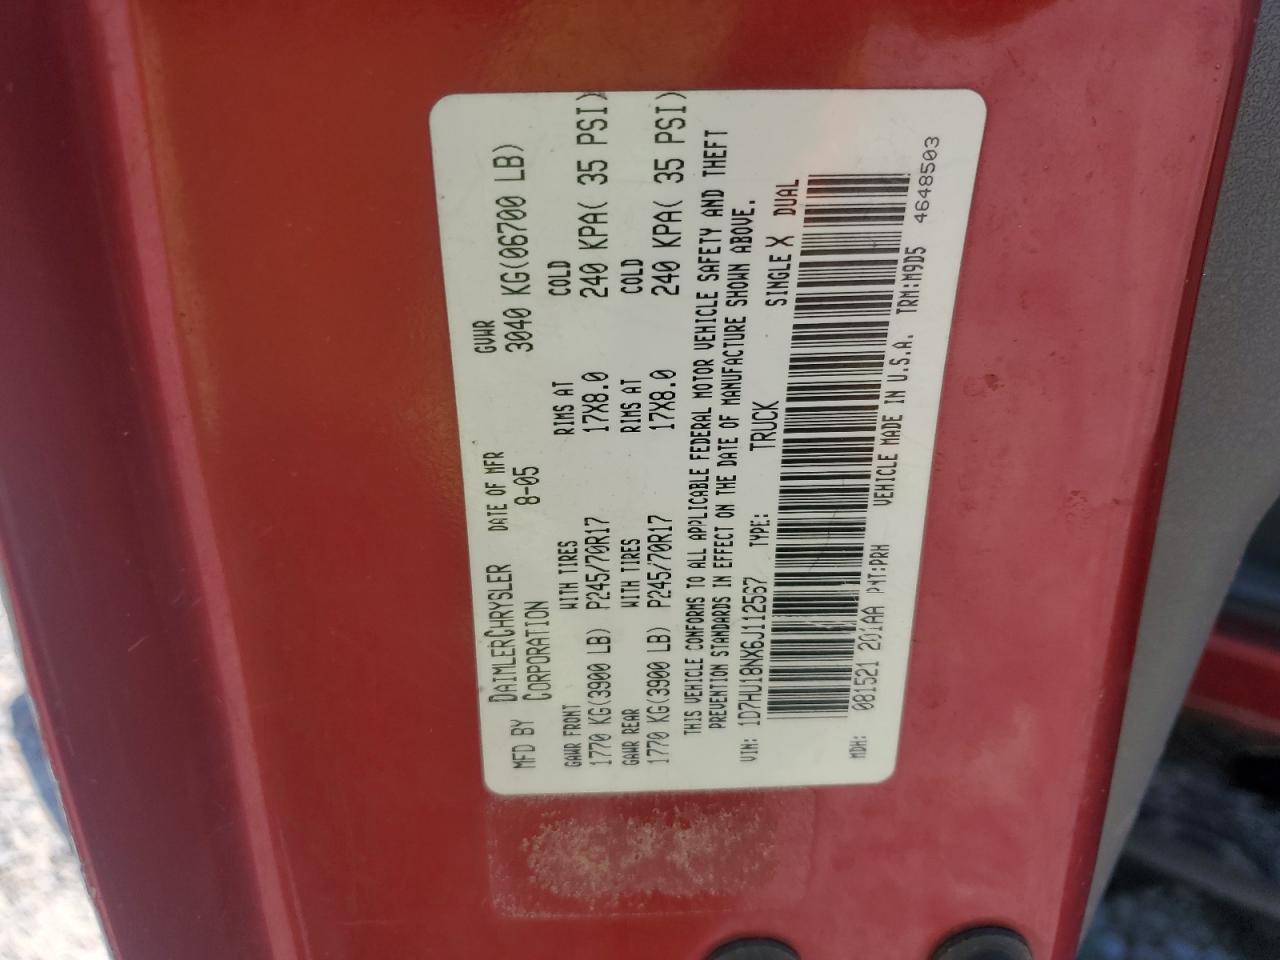 MFD BY DAIMLERCHRYSLER CORPORATION DATE OF MFR 8-05 GVWR 3040 KG(06700 LB)
GAWR FRONT WITH TIRES RIMS AT COLD
1770 KG(3900 LB) P245/70R17 17X8.0 240 KPA( 35 PSI)
GAWR REAR WITH TIRES RIMS AT COLD
1770 KG(3900 LB) P245/70R17 17X8.0 240 KPA( 35 PSI)
THIS VEHICLE CONFORMS TO ALL APPLICABLE FEDERAL MOTOR VEHICLE SAFETY AND THEFT
PREVENTION STANDARDS IN EFFECT ON THE DATE OF MANUFACTURE SHOWN ABOVE.
VIN: 1D7HU18NX6J112567 TYPE: TRUCK SINGLE X DUAL
MDH: 081521 201AA PNT:PRH VEHICLE MADE IN U.S.A. TRM:M9D5 4648503